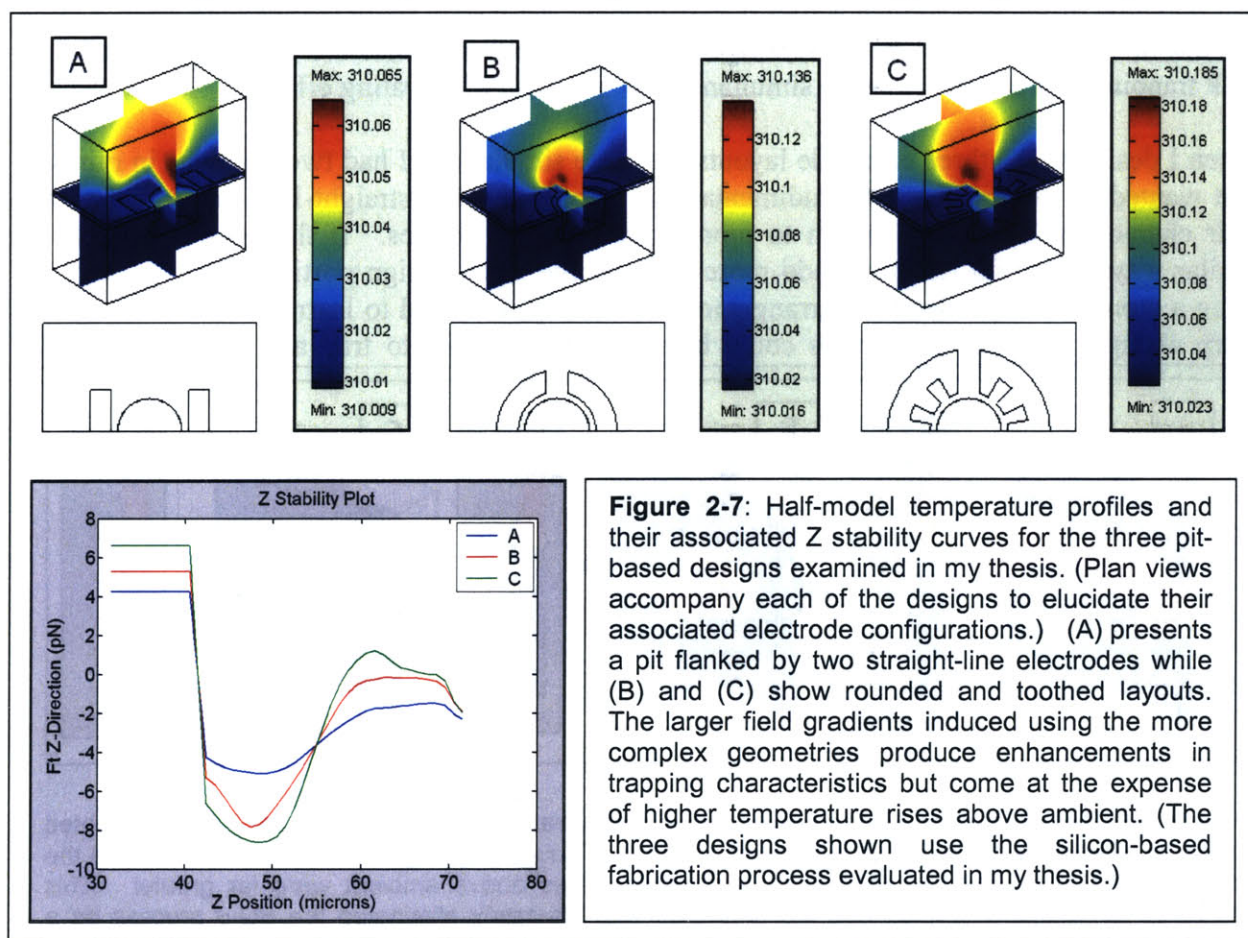 A
Max: 310.065
310.06
310.05
310.04
310.03
310.02
310.01
Min: 310.009
B
Max: 310.136
310.12
310.1
310.08
310.06
310.04
310.02
Min: 310.016
C
Max: 310.185
310.18
310.16
310.14
310.12
310.1
310.08
310.06
310.04
Min: 310.023
Z Stability Plot
8
6
4
2
0
-2
-4
-6
-8
-10
Ft Z-Direction (pN)
A
B
C
30 40 50 60 70 80
Z Position (microns)
Figure 2-7: Half-model temperature profiles and
their associated Z stability curves for the three pit-
based designs examined in my thesis. (Plan views
accompany each of the designs to elucidate their
associated electrode configurations.) (A) presents
a pit flanked by two straight-line electrodes while
(B) and (C) show rounded and toothed layouts.
The larger field gradients induced using the more
complex geometries produce enhancements in
trapping characteristics but come at the expense
of higher temperature rises above ambient. (The
three designs shown use the silicon-based
fabrication process evaluated in my thesis.)